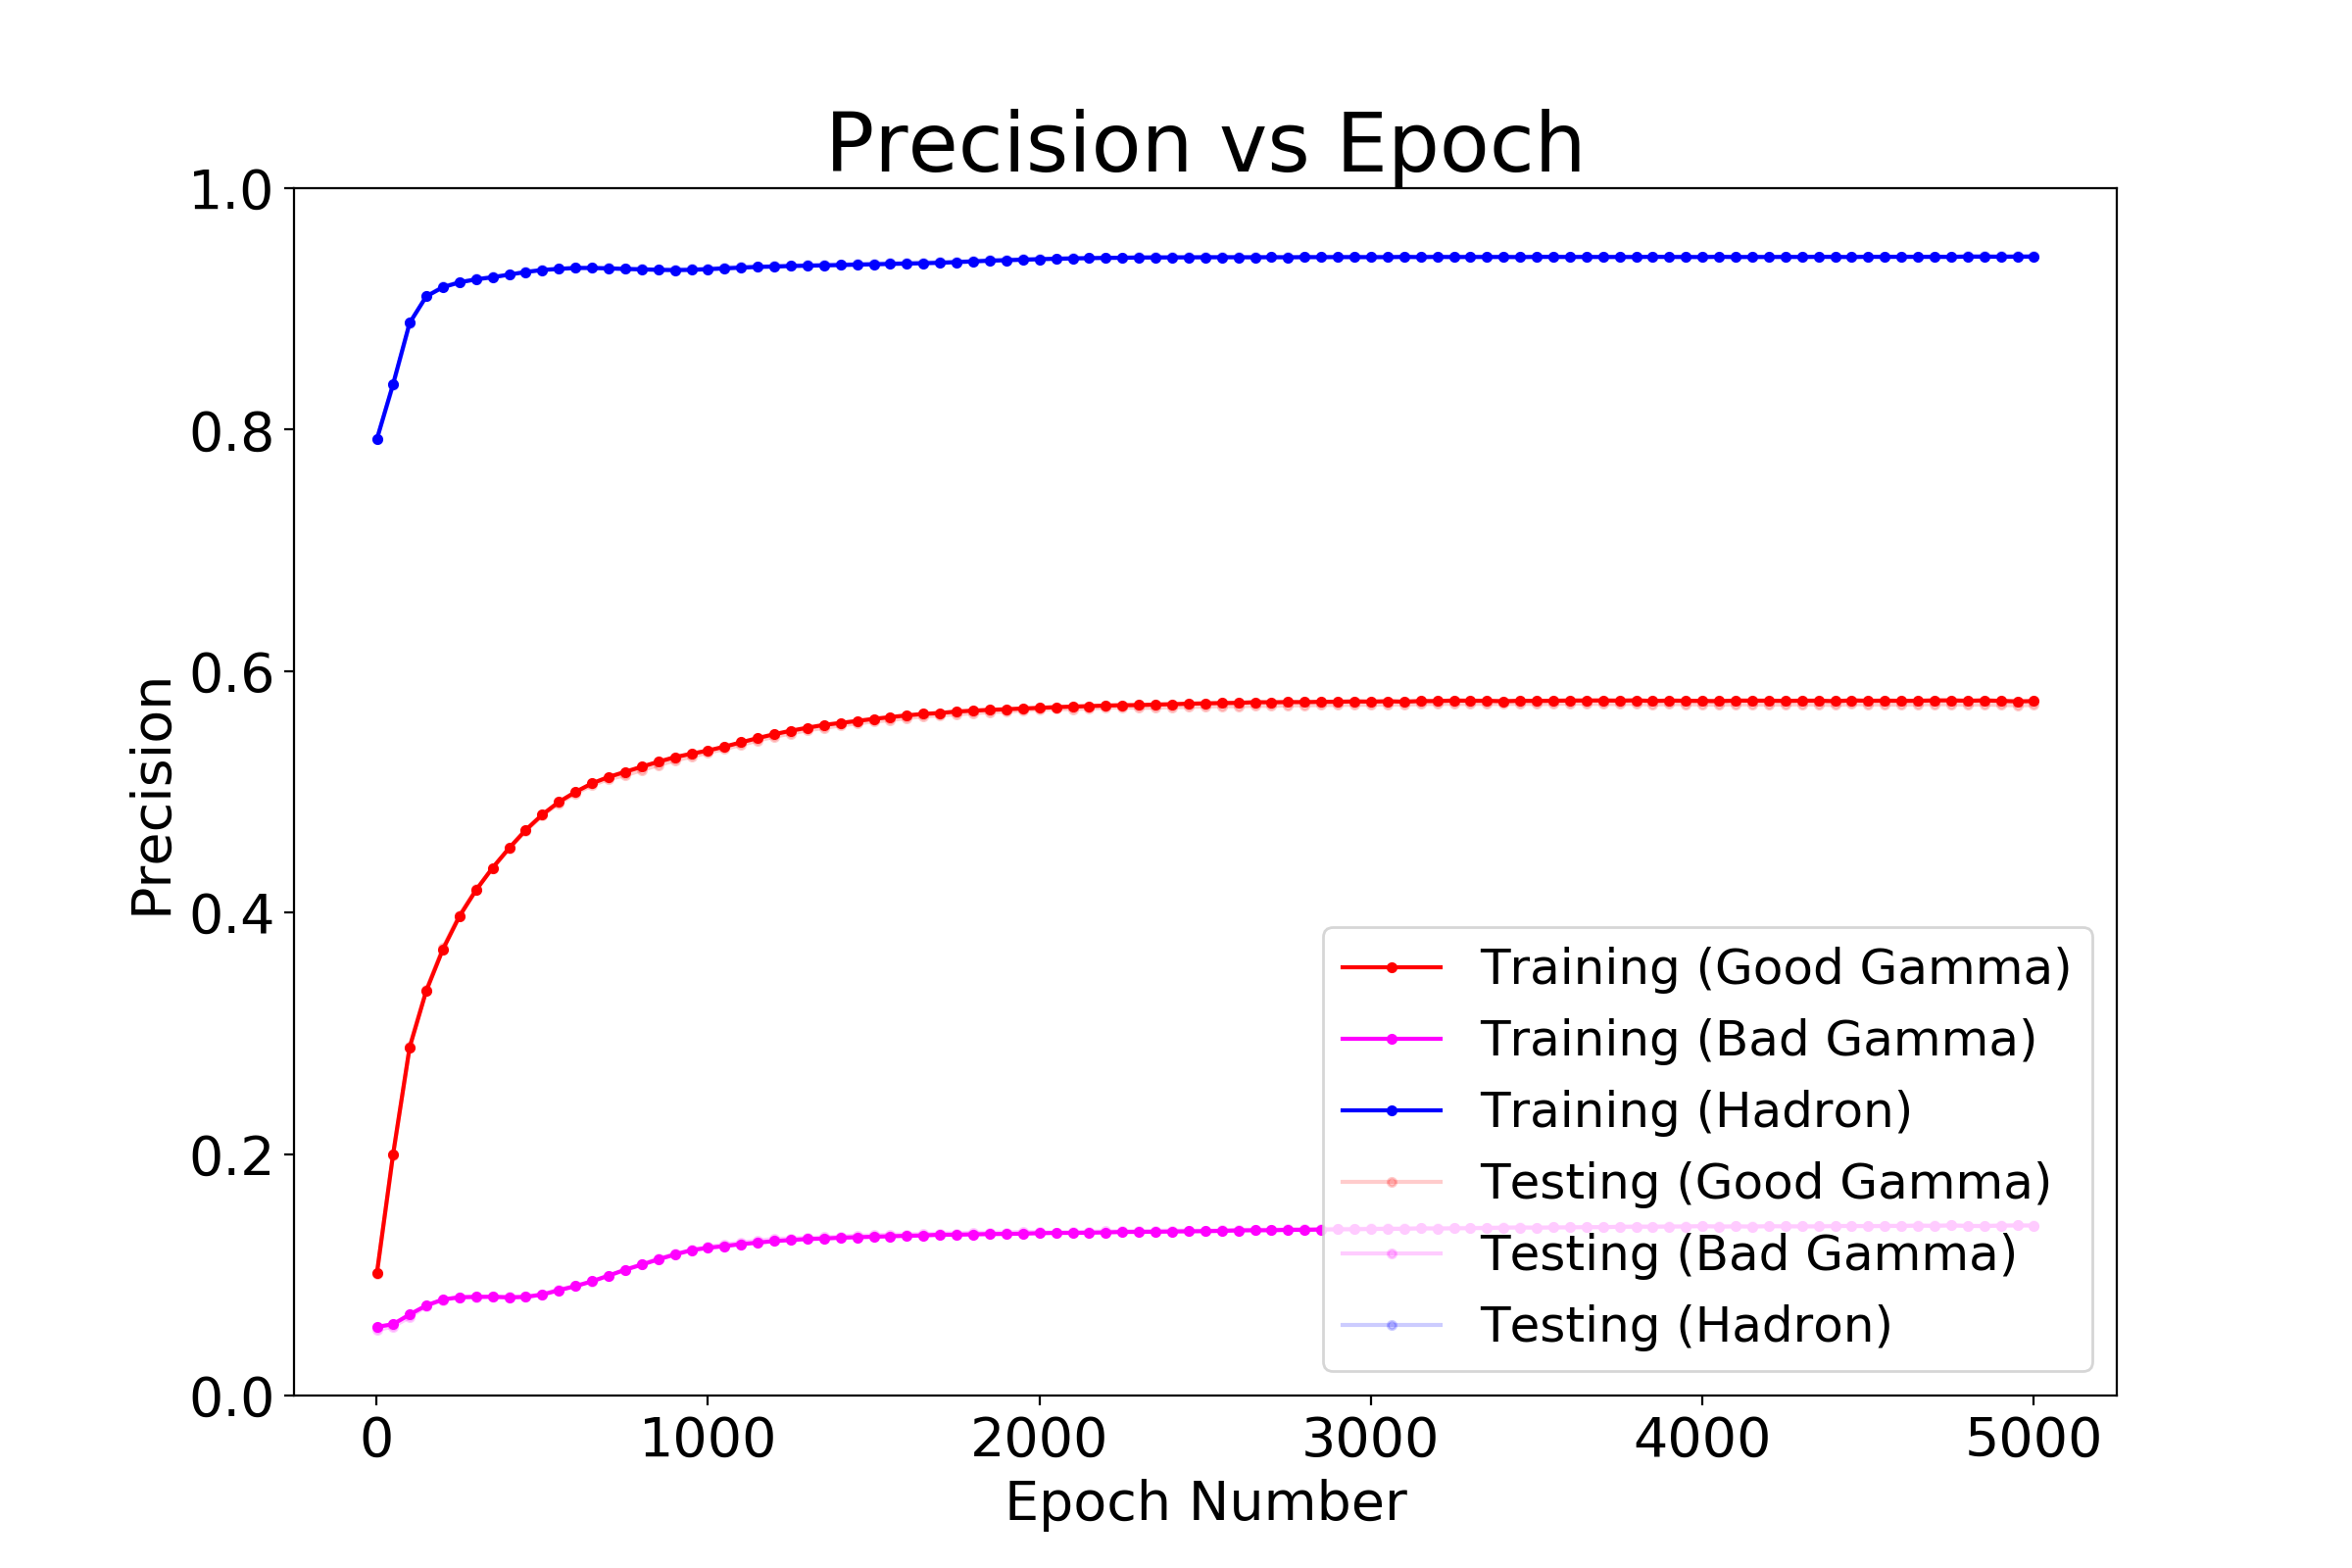 Precision vs Epoch
1.0
0.8
0.6
0.4
0.2
0.0
Precision
Training (Good Gamma)
Training (Bad Gamma)
Training (Hadron)
Testing (Good Gamma)
Testing (Bad Gamma)
Testing (Hadron)
0 1000 2000 3000 4000 5000
Epoch Number